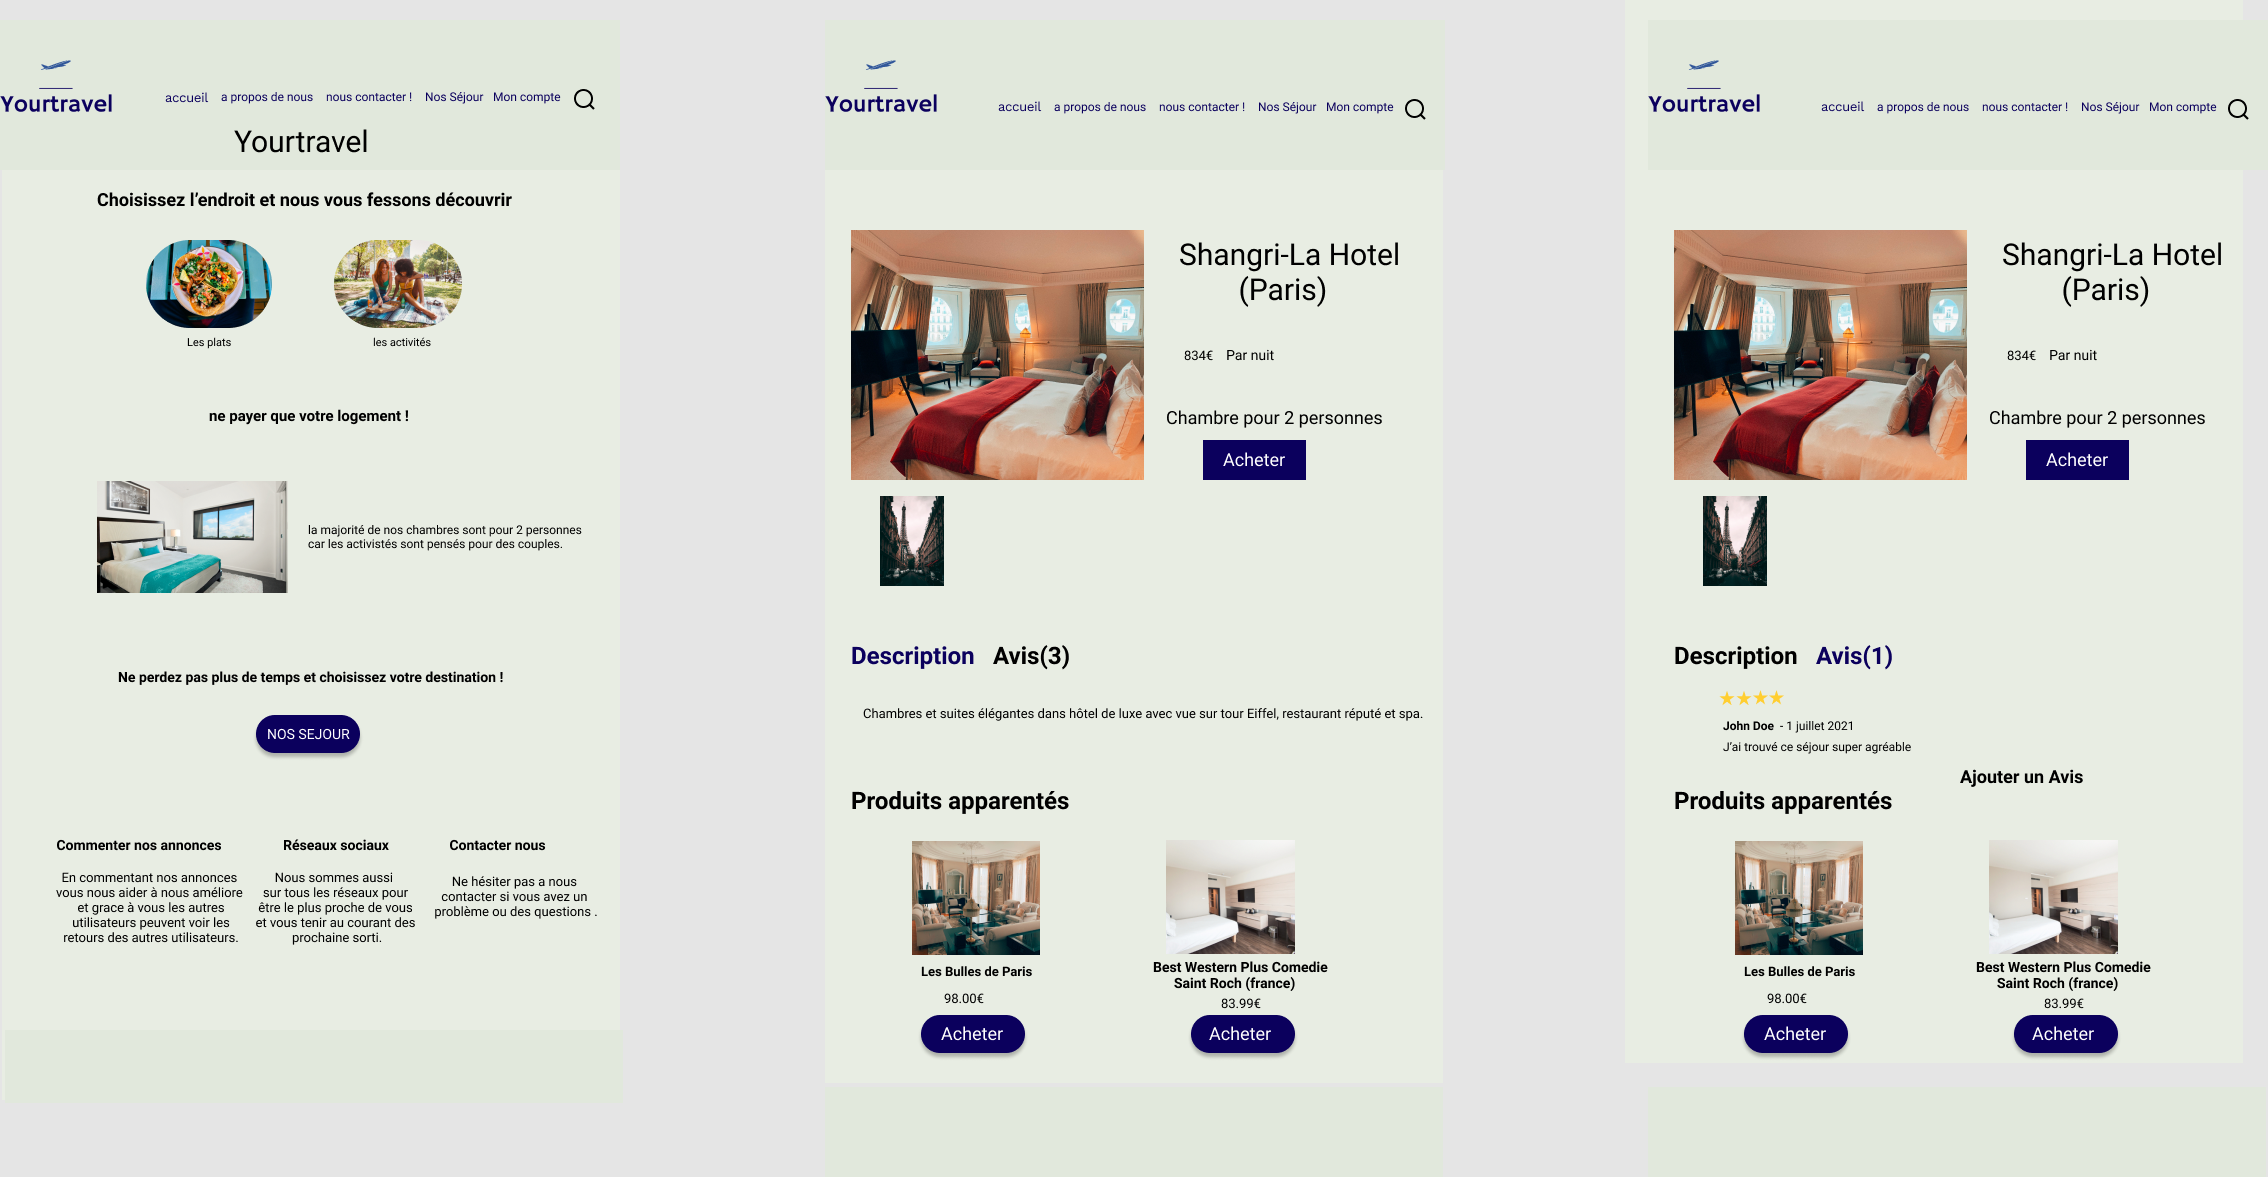 Yourtravel
accueil a propos de nous nous contacter ! Nos Séjour Mon compte
Yourtravel
Choisissez l’endroit et nous vous fessons découvrir
Les plats
les activités
ne payer que votre logement !
la majorité de nos chambres sont pour 2 personnes
car les activistés sont pensés pour des couples.
Ne perdez pas plus de temps et choisissez votre destination !
NOS SEJOUR
Commenter nos annonces
En commentant nos annonces
vous nous aider à nous améliore
et grace à vous les autres
utilisateurs peuvent voir les
retours des autres utilisateurs.
Réseaux sociaux
Nous sommes aussi
sur tous les réseaux pour
être le plus proche de vous
et vous tenir au courant des
prochaine sorti.
Contacter nous
Ne hésiter pas a nous
contacter si vous avez un
problème ou des questions .
Yourtravel
accueil a propos de nous nous contacter ! Nos Séjour Mon compte
Shangri-La Hotel
(Paris)
834€ Par nuit
Chambre pour 2 personnes
Acheter
Description Avis(3)
Chambres et suites élégantes dans hôtel de luxe avec vue sur tour Eiffel, restaurant réputé et spa.
Produits apparentés
Les Bulles de Paris
98.00€
Acheter
Best Western Plus Comedie
Saint Roch (france)
83.99€
Acheter
Yourtravel
accueil a propos de nous nous contacter ! Nos Séjour Mon compte
Shangri-La Hotel
(Paris)
834€ Par nuit
Chambre pour 2 personnes
Acheter
Description Avis(1)
John Doe - 1 juillet 2021
J’ai trouvé ce séjour super agréable
Ajouter un Avis
Produits apparentés
Les Bulles de Paris
98.00€
Acheter
Best Western Plus Comedie
Saint Roch (france)
83.99€
Acheter